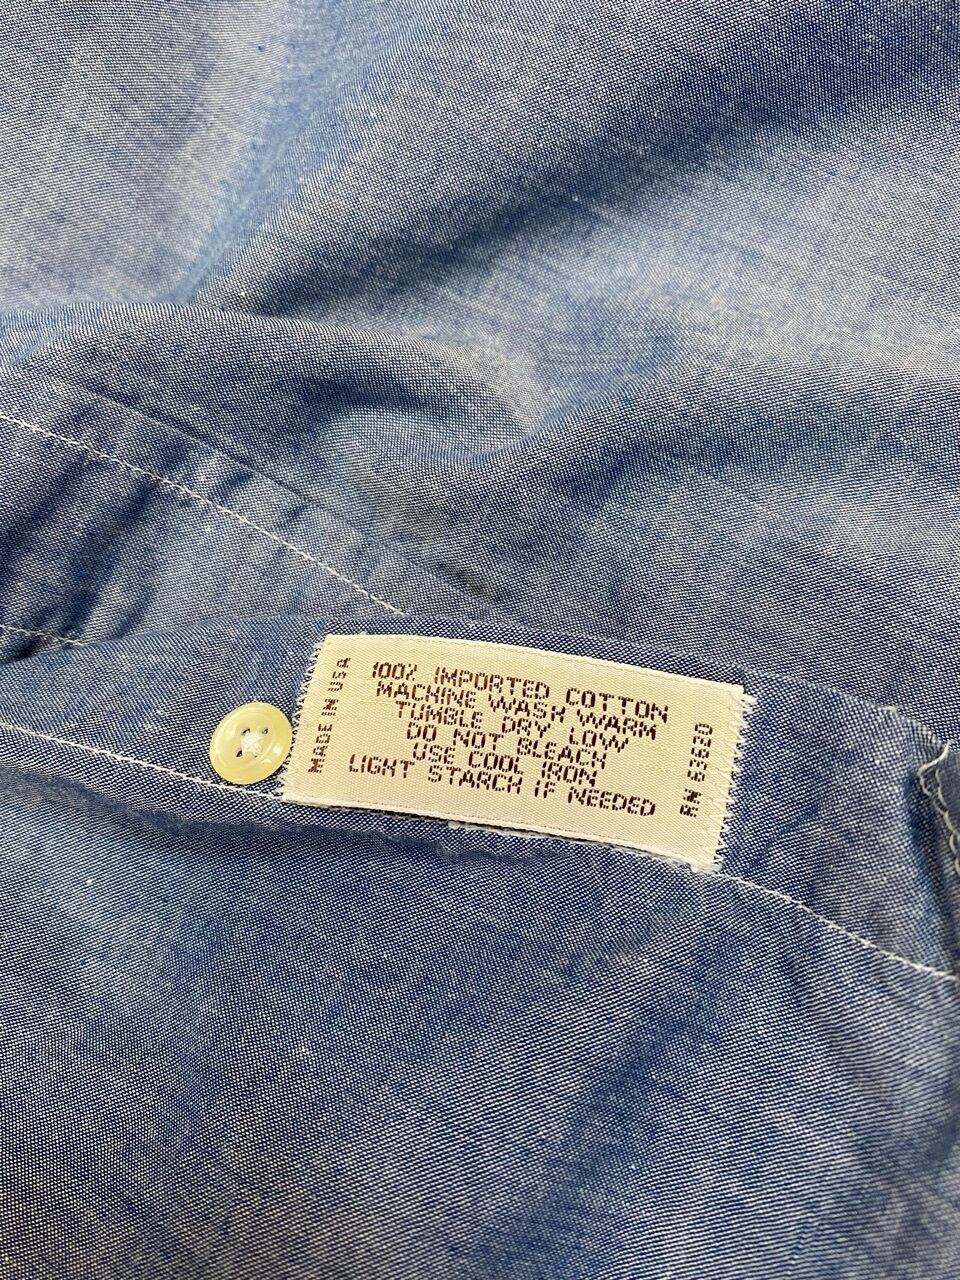 MADE IN USA
100% IMPORTED COTTON
MACHINE WASH WARM
TUMBLE DRY LOW
DO NOT BLEACH
USE COOL IRON
LIGHT STARCH IF NEEDED
RN